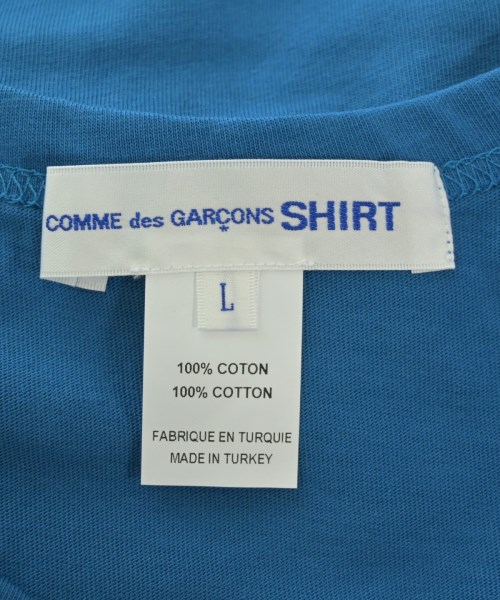 COMME des GARÇONS SHIRT
L
100% COTON
100% COTTON
FABRIQUE EN TURQUIE
MADE IN TURKEY